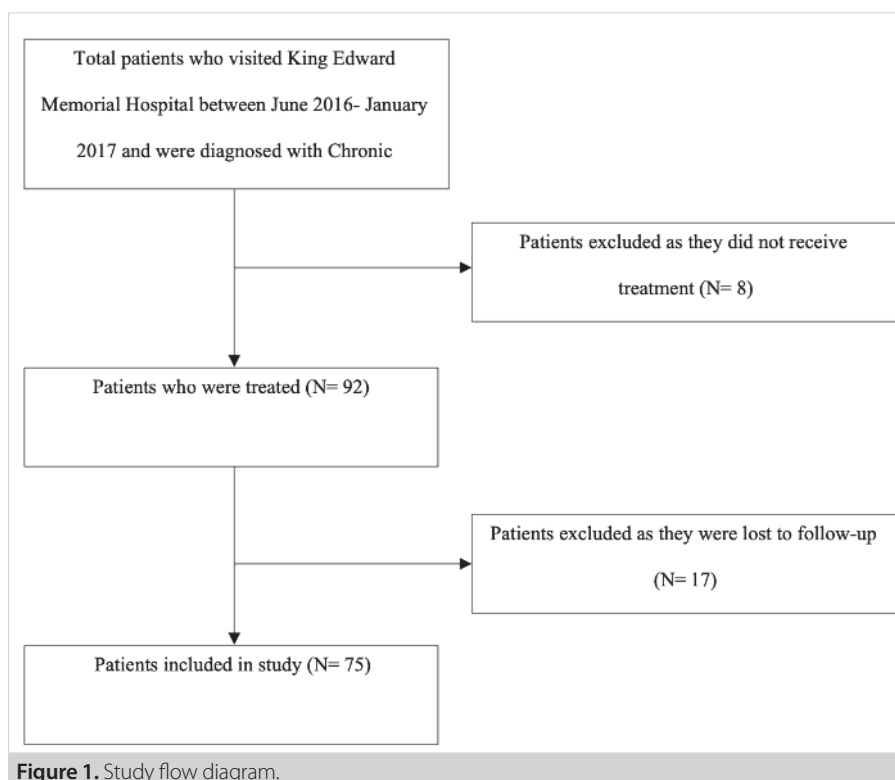 Total patients who visited King Edward
Memorial Hospital between June 2016- January
2017 and were diagnosed with Chronic
Patients excluded as they did not receive
treatment (N= 8)
Patients who were treated (N= 92)
Patients excluded as they were lost to follow-up
(N= 17)
Patients included in study (N= 75)
Figure 1. Study flow diagram.